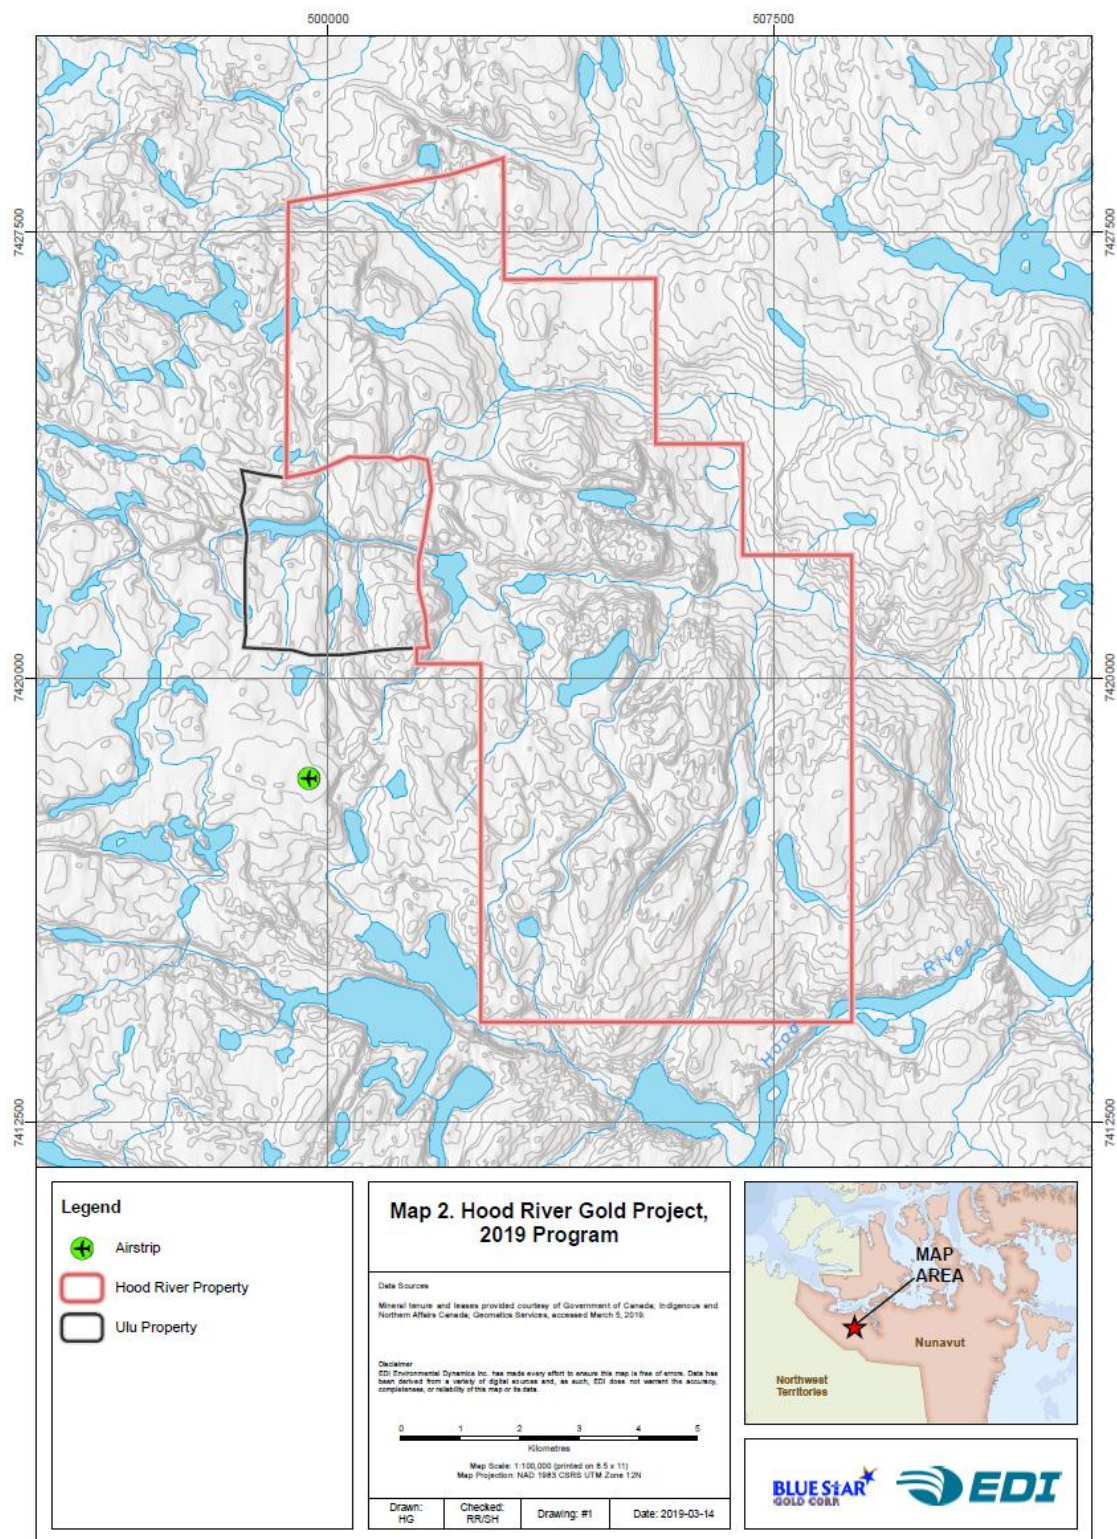 500000
507500
7427500
7427500
7420000
7420000
River
Hood
7412500
7412500
Legend
Airstrip
Hood River Property
Ulu Property
Map 2. Hood River Gold Project,
2019 Program
Data Sources
Mineral tenure and leases provided courtesy of Government of Canada; Indigenous and
Northern Affairs Canada; Geomatics Services, accessed March 5, 2019.
Disclaimer
EDI Environmental Dynamics Inc. has made every effort to ensure this map is free of errors. Data has
been derived from a variety of digital sources and, as such, EDI does not warrant the accuracy,
completeness, or reliability of this map or its data.
0 1 2 3 4 5
Kilometres
Map Scale: 1:100,000 (printed on 8.5 x 11)
Map Projection: NAD 1983 CSRS UTM Zone 12N
Drawn:
HG
Checked:
RR/SH
Drawing: #1
Date: 2019-03-14
MAP
AREA
Nunavut
Northwest
Territories
BLUE STAR
GOLD CORP.
EDI